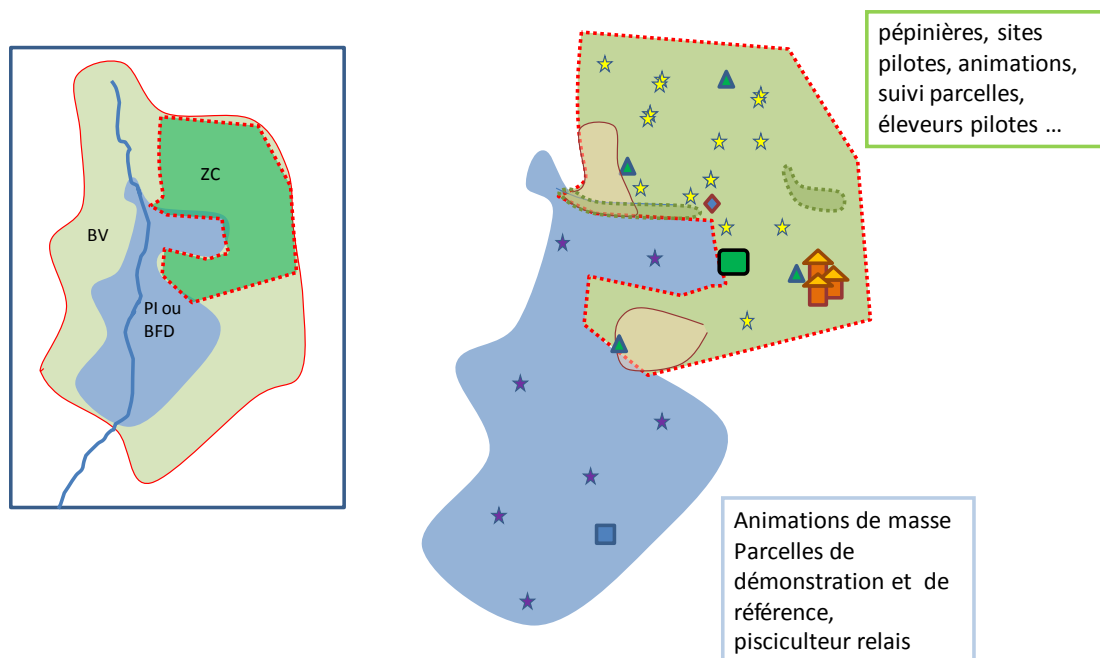 ZC
BV
PI ou
BFD
pépinières, sites
pilotes, animations,
suivi parcelles,
éleveurs pilotes ...
Animations de masse
Parcelles de
démonstration et de
référence,
pisciculteur relais